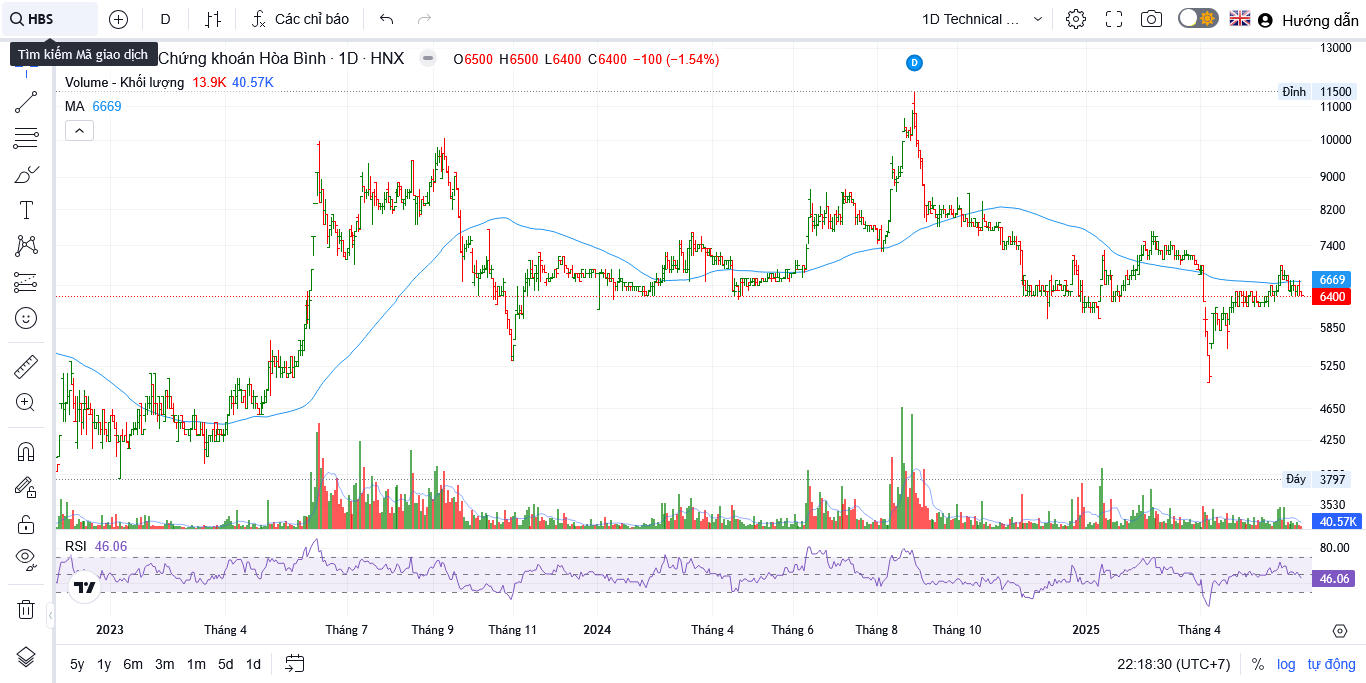 HBS
D
Các chỉ báo
1D Technical ...
Hướng dẫn
Tìm kiếm Mã giao dịch
Chứng khoán Hòa Bình · 1D · HNX
O6500 H6500 L6400 C6400 −100 (−1.54%)
Volume - Khối lượng 13.9K 40.57K
MA 6669
D
13000
Đỉnh 11500
11000
10000
9000
8200
7400
6669
6400
5850
5250
4650
4250
Đáy 3797
3530
40.57K
RSI 46.06
80.00
46.06
2023 Tháng 4 Tháng 7 Tháng 9 Tháng 11 2024 Tháng 4 Tháng 6 Tháng 8 Tháng 10 2025 Tháng 4
5y 1y 6m 3m 1m 5d 1d
22:18:30 (UTC+7) % log tự động